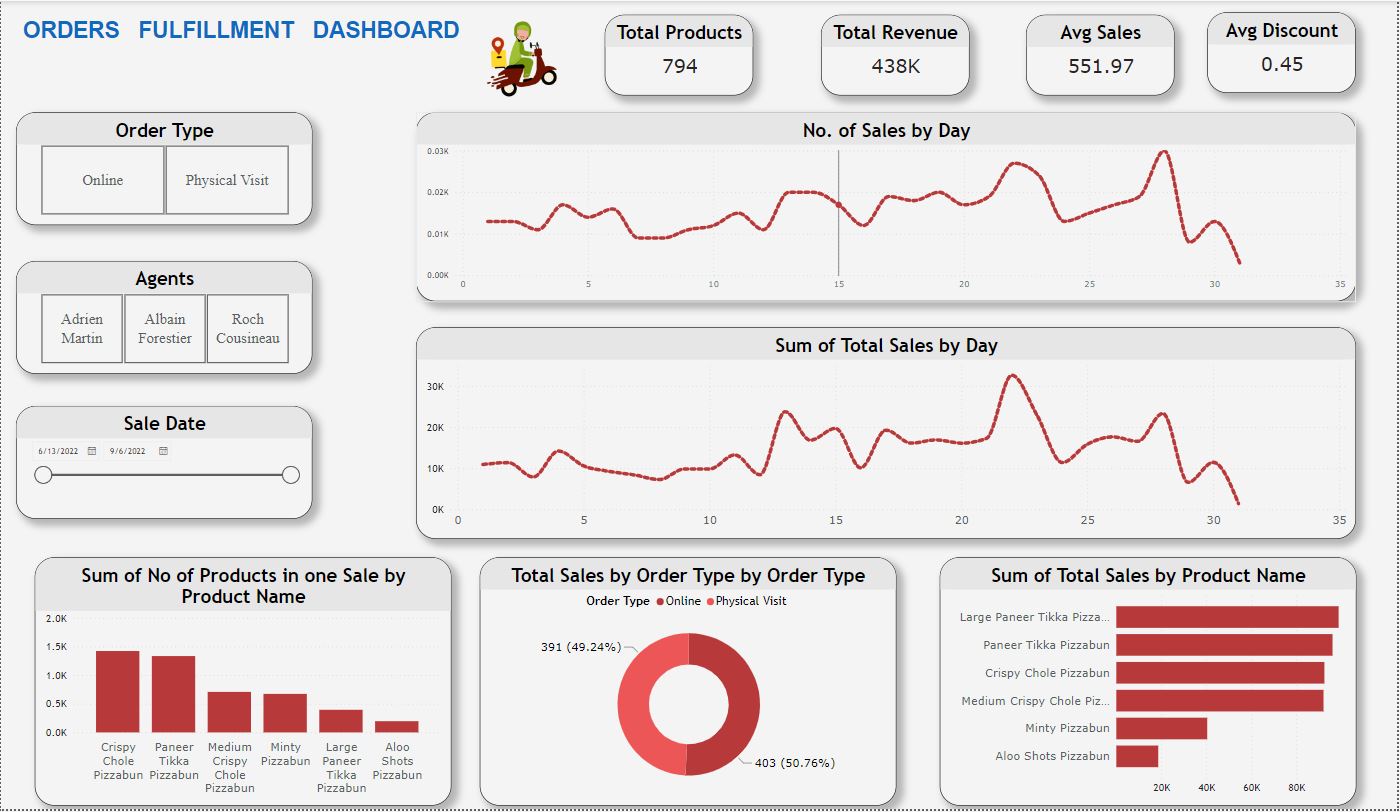 ORDERS FULFILLMENT DASHBOARD
Total Products
794
Total Revenue
438K
Avg Sales
551.97
Avg Discount
0.45
Order Type
Online
Physical Visit
Agents
Adrien
Martin
Albain
Forestier
Roch
Cousineau
Sale Date
6/13/2022
9/6/2022
No. of Sales by Day
0.03K
0.02K
0.01K
0.00K
0 5 10 15 20 25 30 35
Sum of Total Sales by Day
30K
20K
10K
0K
0 5 10 15 20 25 30 35
Sum of No of Products in one Sale by
Product Name
2.0K
1.5K
1.0K
0.5K
0.0K
Crispy
Chole
Pizzabun
Paneer
Tikka
Pizzabun
Medium
Crispy
Chole
Pizzabun
Minty
Pizzabun
Large
Paneer
Tikka
Pizzabun
Aloo
Shots
Pizzabun
Total Sales by Order Type by Order Type
Order Type Online Physical Visit
391 (49.24%)
403 (50.76%)
Sum of Total Sales by Product Name
Large Paneer Tikka Pizza...
Paneer Tikka Pizzabun
Crispy Chole Pizzabun
Medium Crispy Chole Piz...
Minty Pizzabun
Aloo Shots Pizzabun
20K 40K 60K 80K